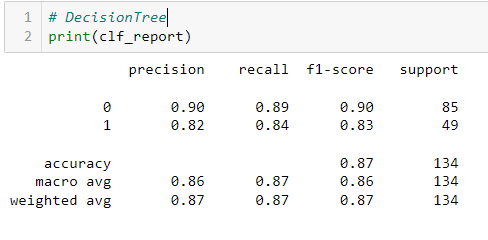 1 # DecisionTree
2 print(clf_report)
precision recall f1-score support
0 0.90 0.89 0.90 85
1 0.82 0.84 0.83 49
accuracy 0.87 134
macro avg 0.86 0.87 0.86 134
weighted avg 0.87 0.87 0.87 134